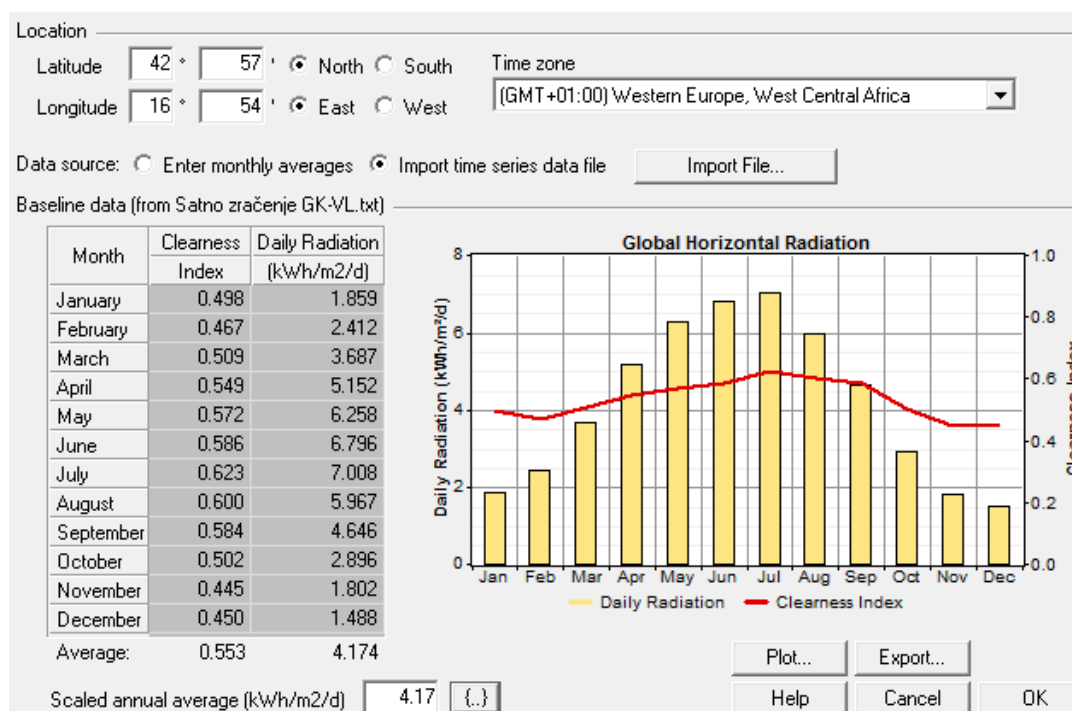 Location
Latitude 42 ° 57 ' North South
Time zone
Longitude 16 ° 54 ' East West
(GMT+01:00) Western Europe, West Central Africa
Data source: Enter monthly averages Import time series data file Import File...
Baseline data (from Satno zračenje GK-VL.txt)
Month Clearness Index Daily Radiation (kWh/m2/d)
January 0.498 1.859
February 0.467 2.412
March 0.509 3.687
April 0.549 5.152
May 0.572 6.258
June 0.586 6.796
July 0.623 7.008
August 0.600 5.967
September 0.584 4.646
October 0.502 2.896
November 0.445 1.802
December 0.450 1.488
Average: 0.553 4.174
Scaled annual average (kWh/m2/d) 4.17 {..}
Global Horizontal Radiation
Daily Radiation (kWh/m²/d)
8
6
4
2
0
1.0
0.8
0.6
0.4
0.2
0.0
Clearness Index
Jan Feb Mar Apr May Jun Jul Aug Sep Oct Nov Dec
Daily Radiation Clearness Index
Plot... Export...
Help Cancel OK